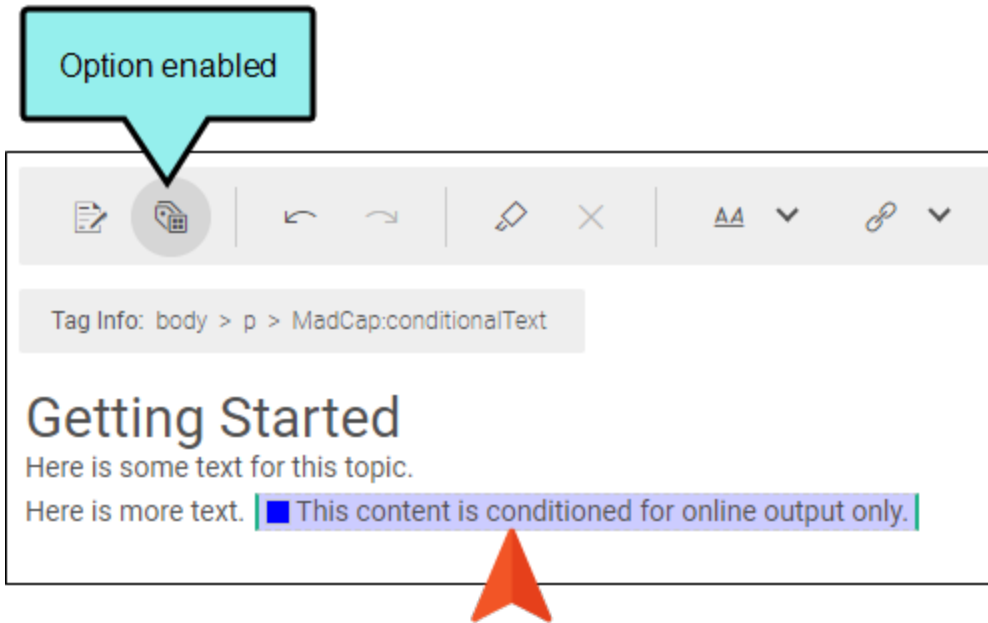 Option enabled
AA
Tag Info: body > p > MadCap:conditionalText
Getting Started
Here is some text for this topic.
Here is more text. This content is conditioned for online output only.